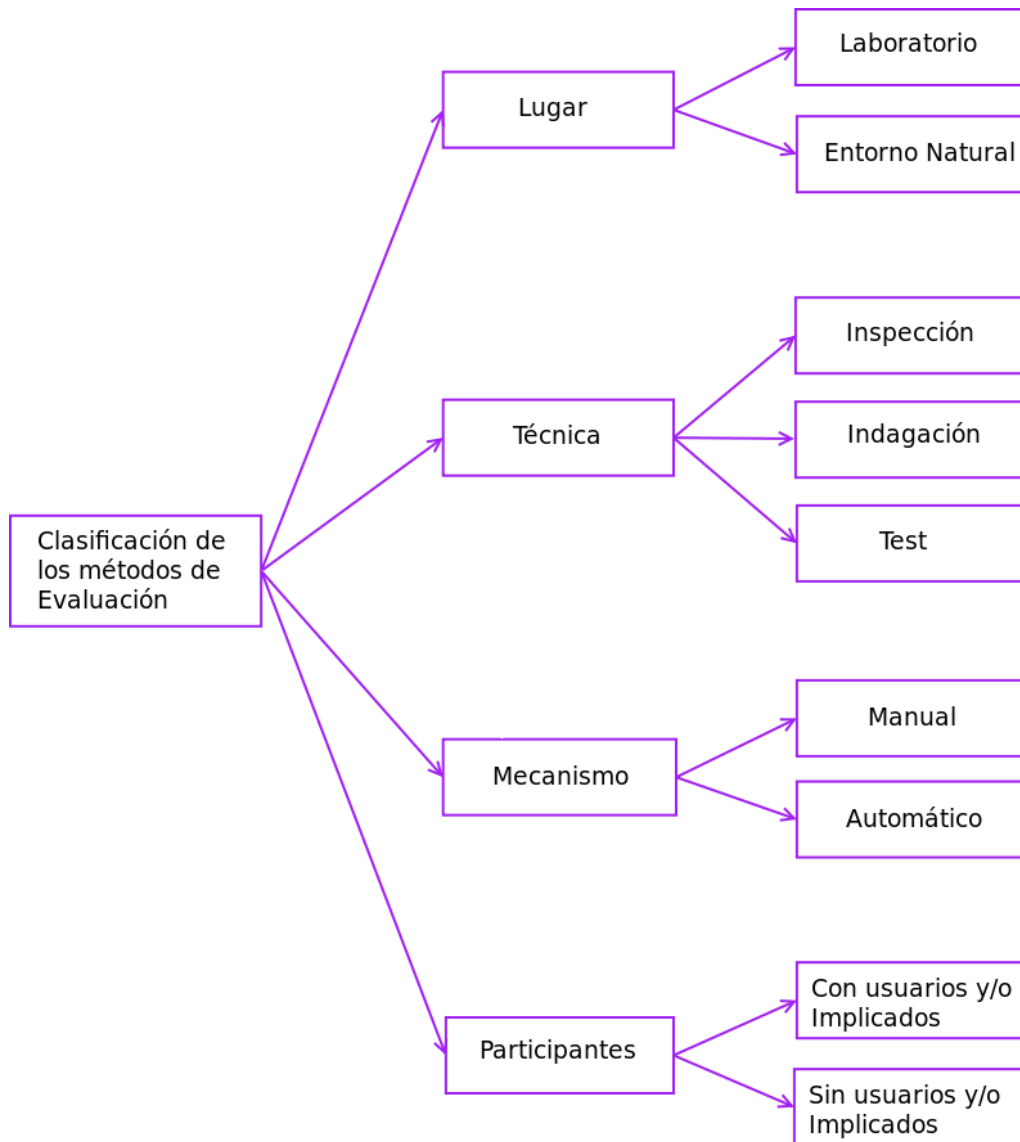 Laboratorio
Lugar
Entorno Natural
Inspección
Técnica
Indagación
Test
Clasificación de
los métodos de
Evaluación
Manual
Mecanismo
Automático
Con usuarios y/o
Implicados
Participantes
Sin usuarios y/o
Implicados